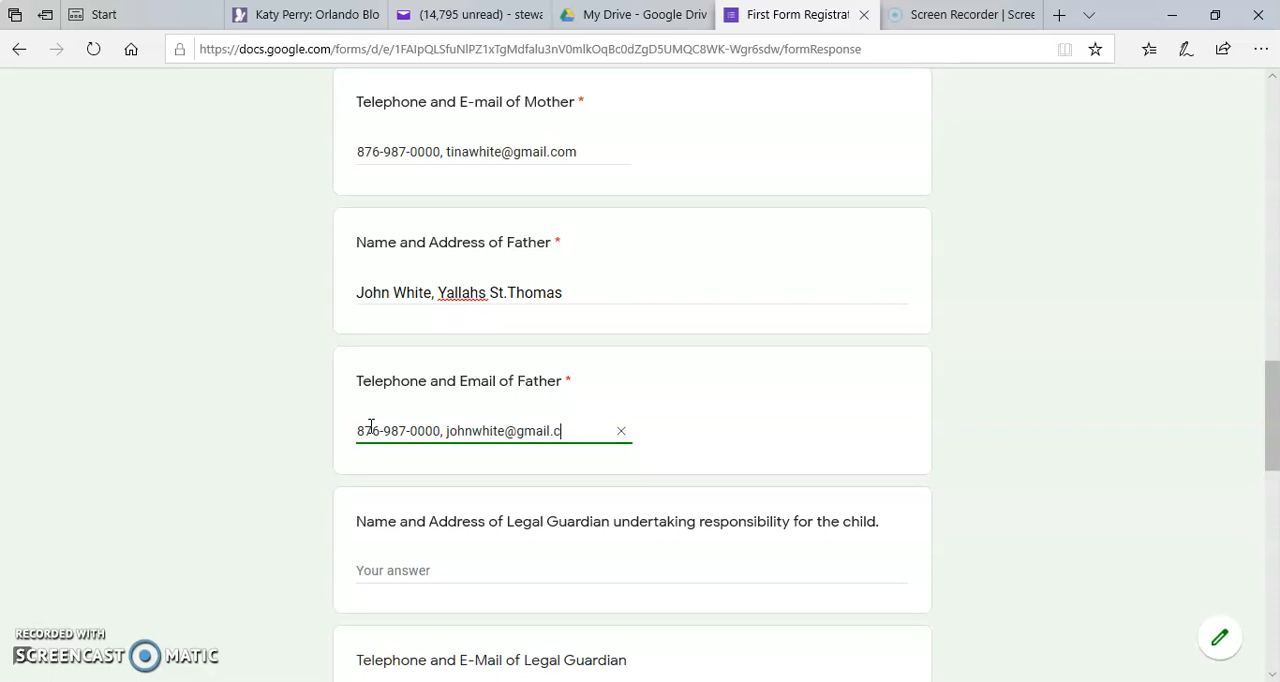 Start
Katy Perry: Orlando Blo
(14,795 unread) - stewa
My Drive - Google Driv
First Form Registrat
Screen Recorder | Scree
https://docs.google.com/forms/d/e/
Telephone and E-mail of Mother *
876-987-0000, tinawhite@gmail.com
Name and Address of Father *
John White, Yallahs St.Thomas
Telephone and Email of Father *
876-987-0000, johnwhite@gmail.c
Name and Address of Legal Guardian undertaking responsibility for the child.
Your answer
Telephone and E-Mail of Legal Guardian
RECORDED WITH
SCREENCAST MATIC